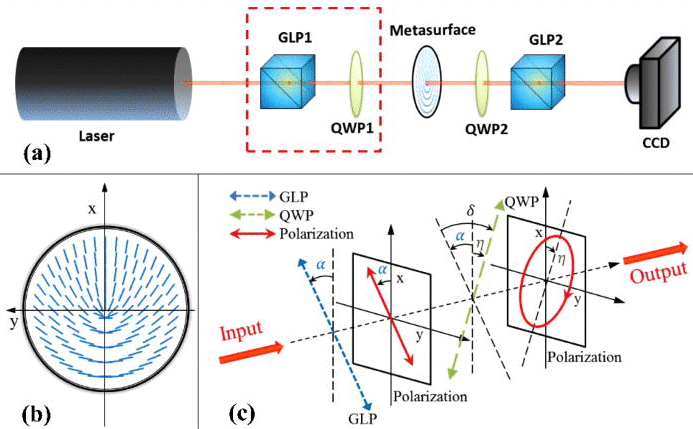 GLP1
Metasurface
GLP2
QWP1
QWP2
Laser
CCD
(a)
x
y
(b)
GLP
QWP
Polarization
α
α
x
y
Input
GLP
Polarization
QWP
δ
α
η
x
η
y
Output
Polarization
(c)